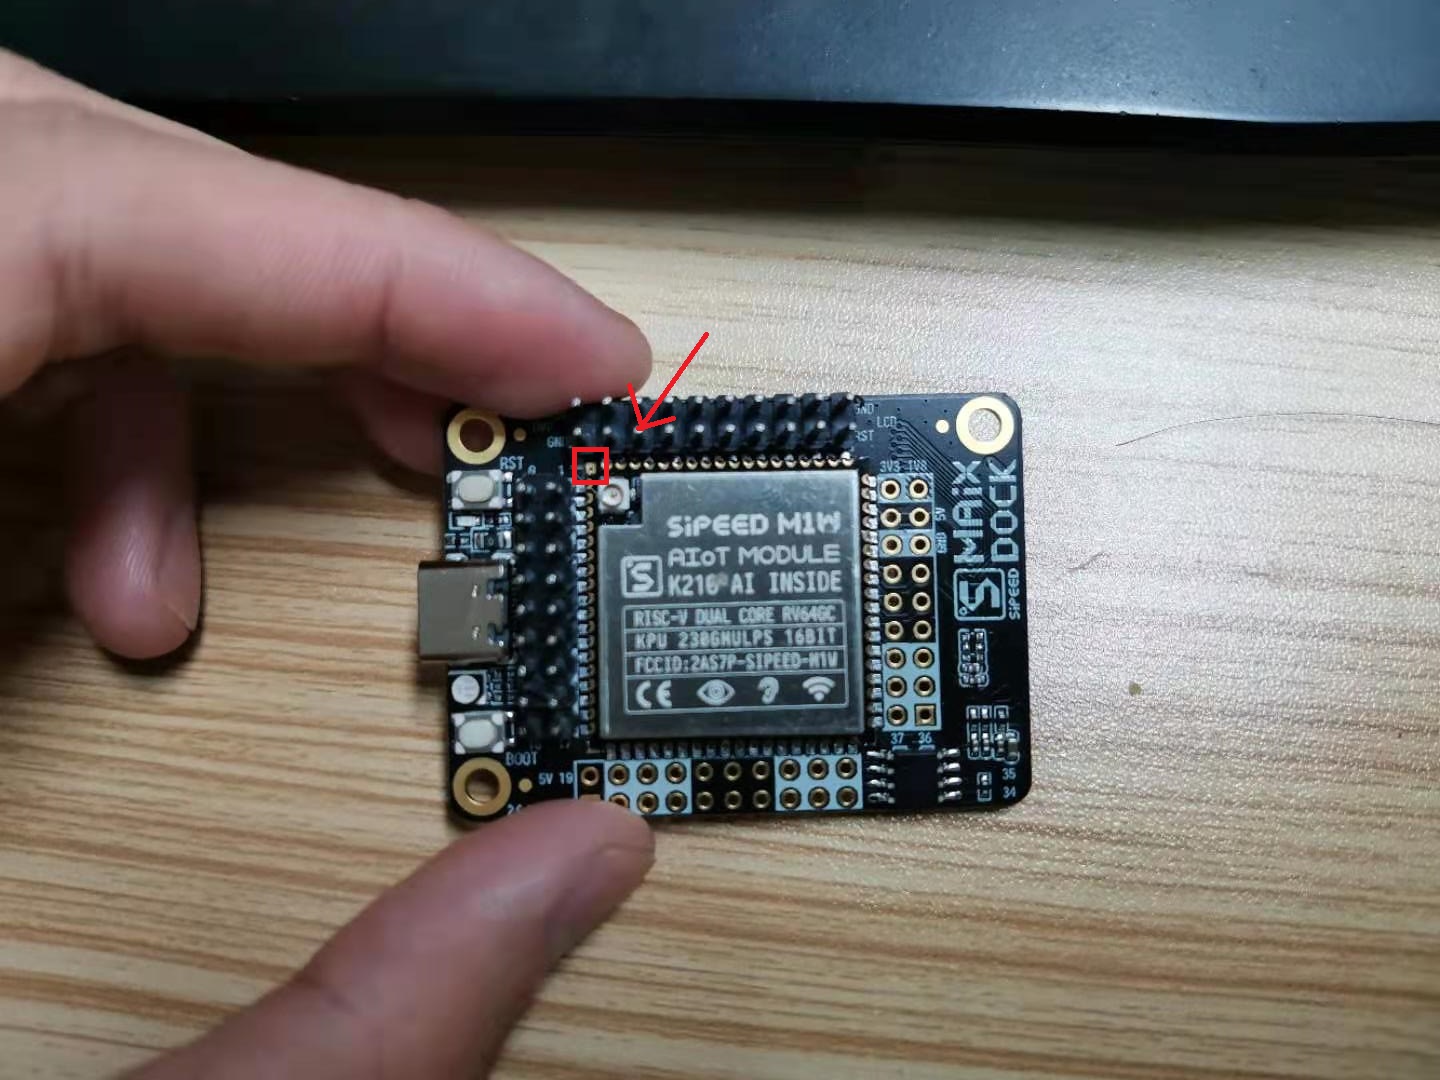 GND
GND
LCD
RST
RST
0 1
3V3 1V8
5V
GND
SiPEED M1W
AIoT MODULE
K210 AI INSIDE
RISC-V DUAL CORE RV64GC
KPU 230GMULPS 16BIT
FCCID:2AS7P-SIPEED-M1W
CE
MAiX
DOCK
SiPEED
BOOT
37 36
5V 19
35
34